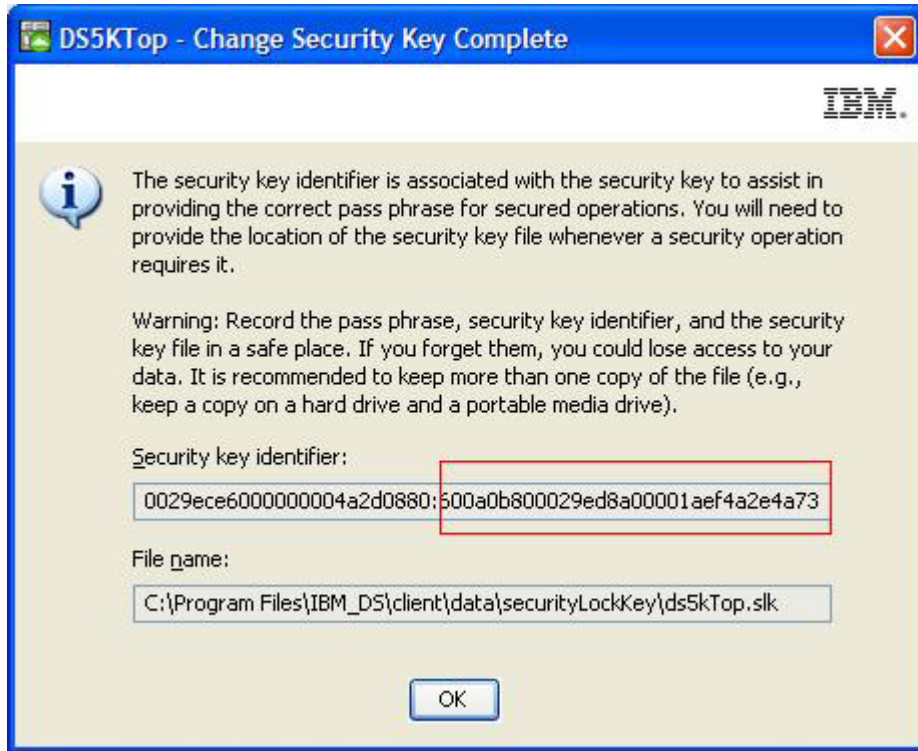 DS5KTop - Change Security Key Complete
IBM.
The security key identifier is associated with the security key to assist in
providing the correct pass phrase for secured operations. You will need to
provide the location of the security key file whenever a security operation
requires it.
Warning: Record the pass phrase, security key identifier, and the security
key file in a safe place. If you forget them, you could lose access to your
data. It is recommended to keep more than one copy of the file (e.g.,
keep a copy on a hard drive and a portable media drive).
Security key identifier:
0029ece6000000004a2d0880:600a0b800029ed8a00001aef4a2e4a73
File name:
C:\Program Files\IBM_DS\client\data\securityLockKey\ds5kTop.slk
OK